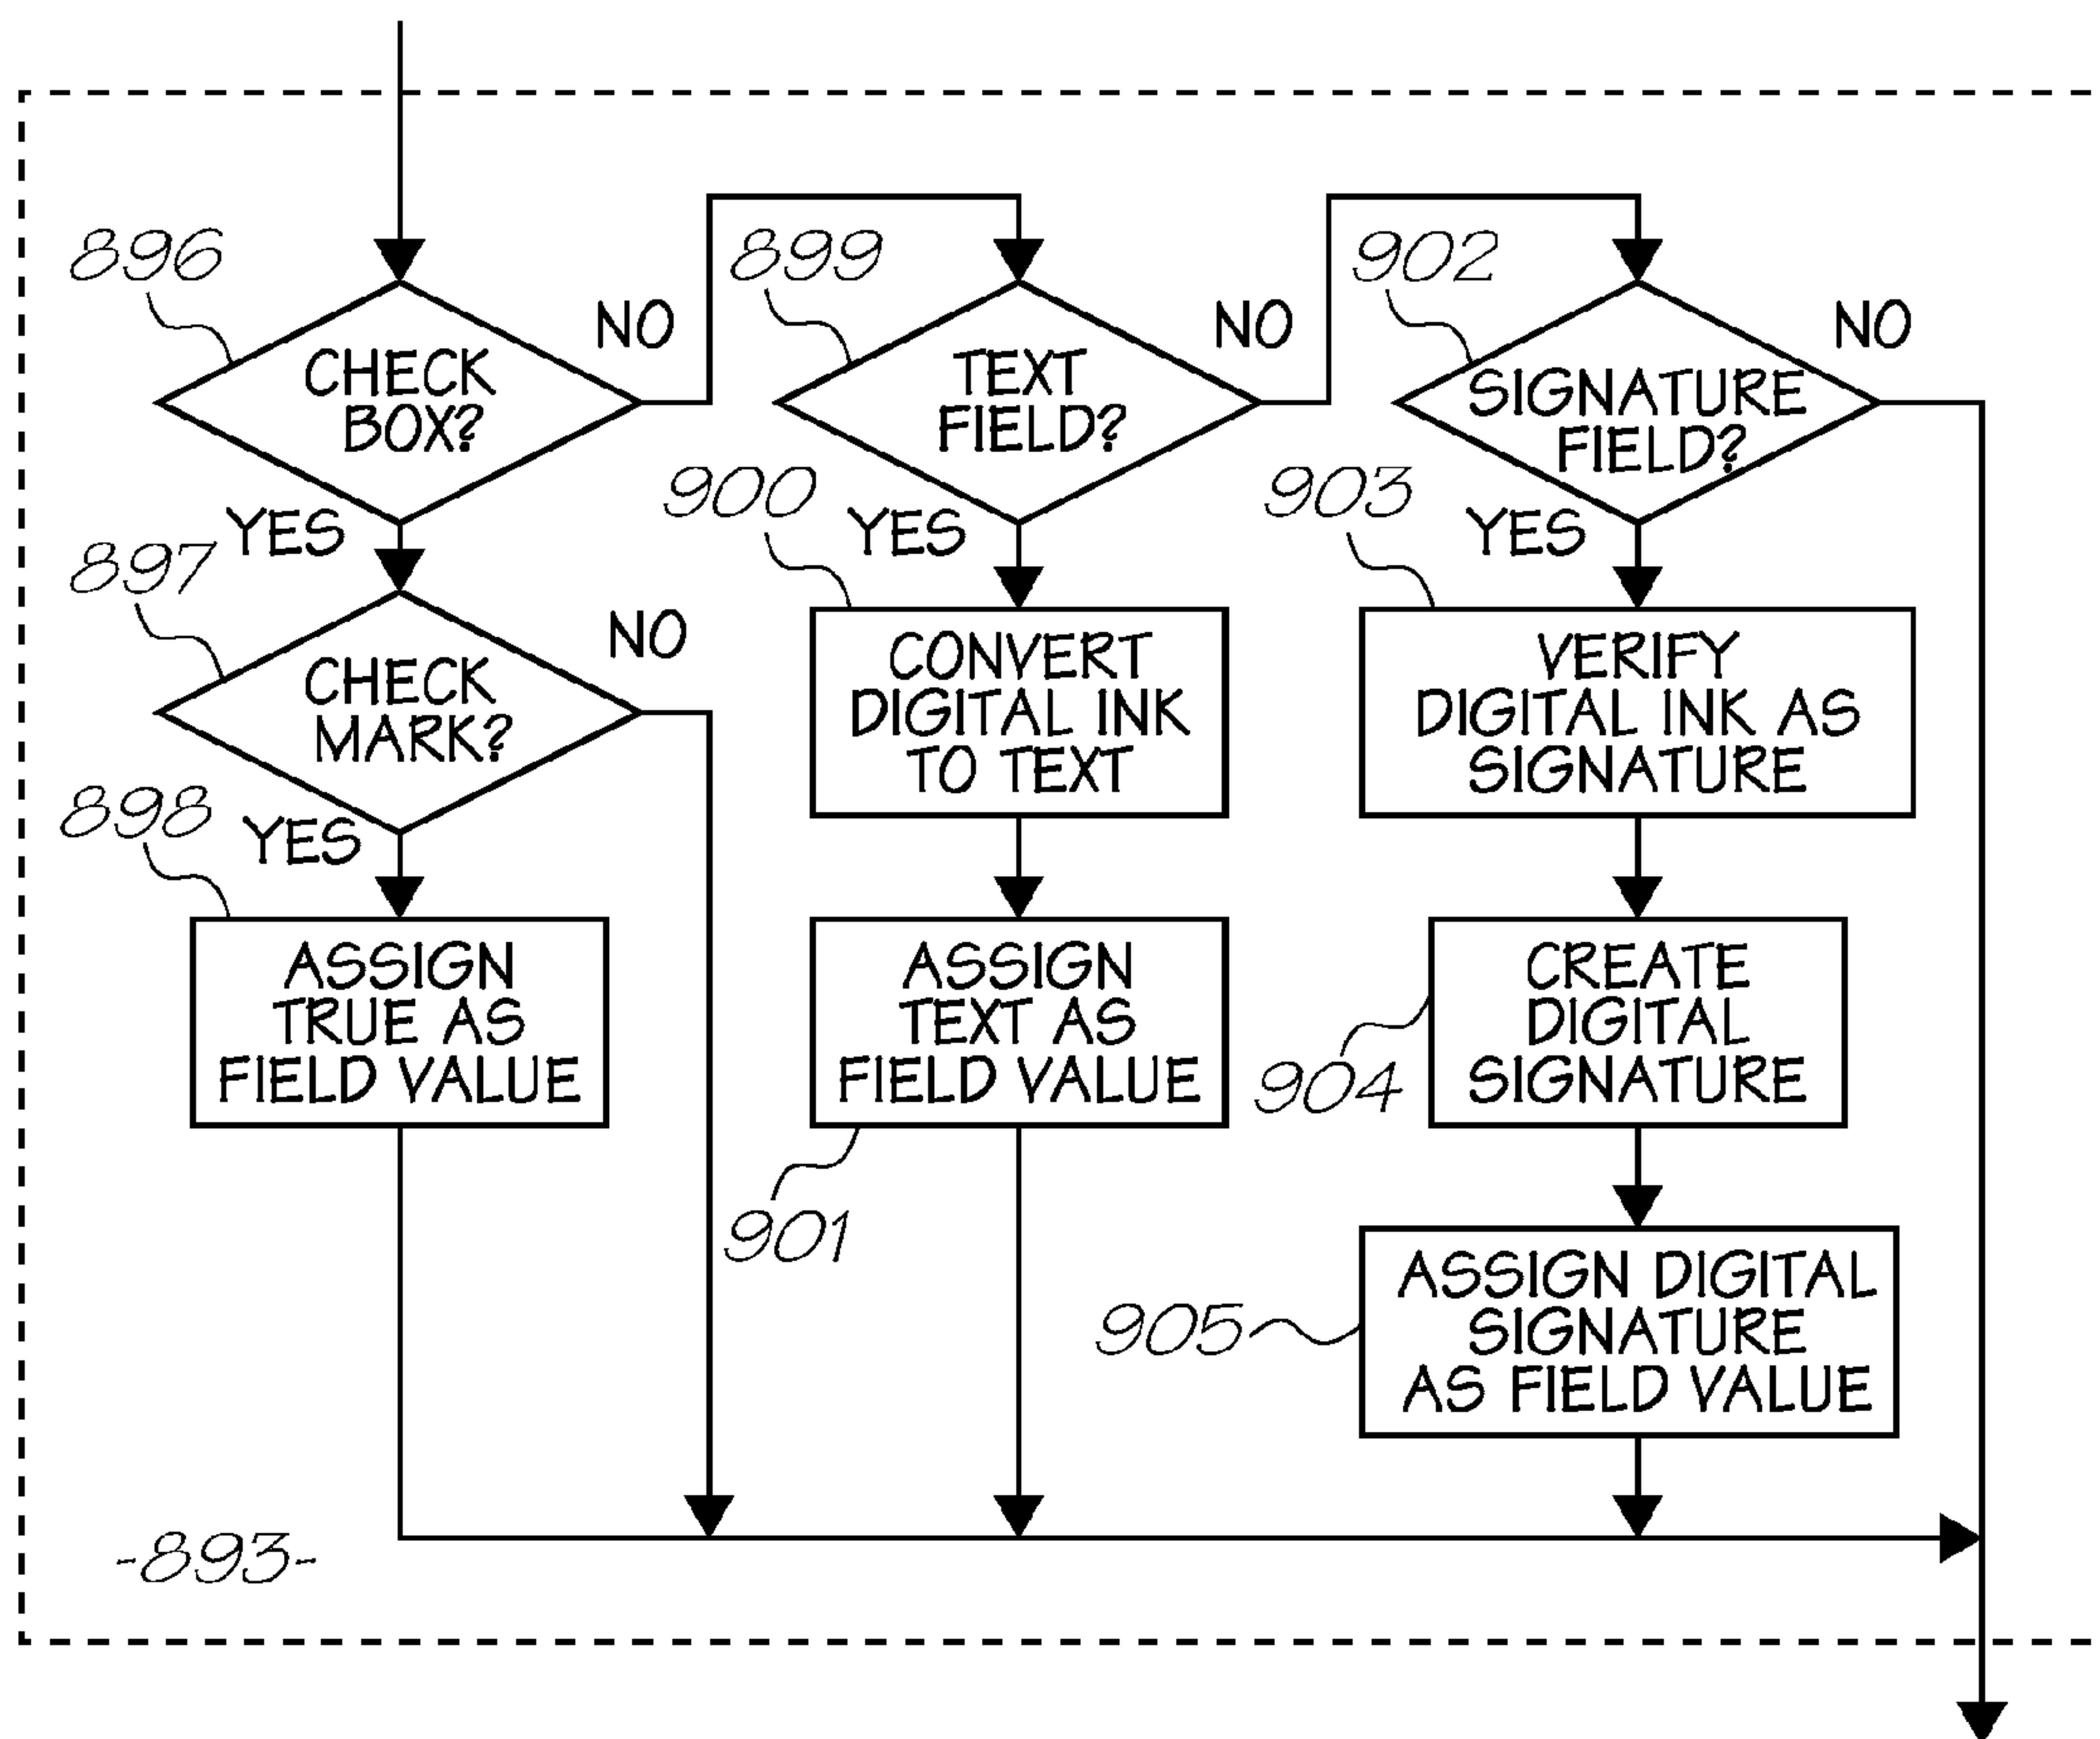 896
CHECK
BOX?
NO
YES
897
CHECK
MARK?
NO
YES
898
ASSIGN
TRUE AS
FIELD VALUE
899
TEXT
FIELD?
NO
YES
900
CONVERT
DIGITAL INK
TO TEXT
ASSIGN
TEXT AS
FIELD VALUE
901
902
SIGNATURE
FIELD?
NO
YES
903
VERIFY
DIGITAL INK AS
SIGNATURE
CREATE
DIGITAL
SIGNATURE
904
ASSIGN DIGITAL
SIGNATURE
AS FIELD VALUE
905
-893-